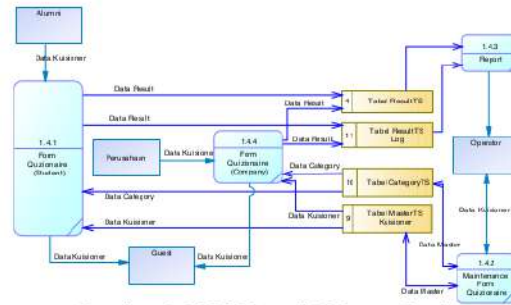 Alumni
Data Kuisioner
1.4.1
Form
Quizionaire
(Student)
Data Result
Data Result
Data Result
Data Result
4 Tabel ResultTS
11 Tabel ResultTS
Log
1.4.3
Report
Perusahaan
Data Kuisioner
1.4.4
Form
Quizionaire
(Company)
Operator
Data Category
Data Category
10 Tabel CategoryTS
Data Kuisioner
Data Kuisioner
9 Tabel MasterTS
Kuisioner
Data Kuisioner
Data Kuisioner
Guest
Data Kuisioner
Data Master
Data Master
1.4.2
Maintenance
Form
Quizionaire